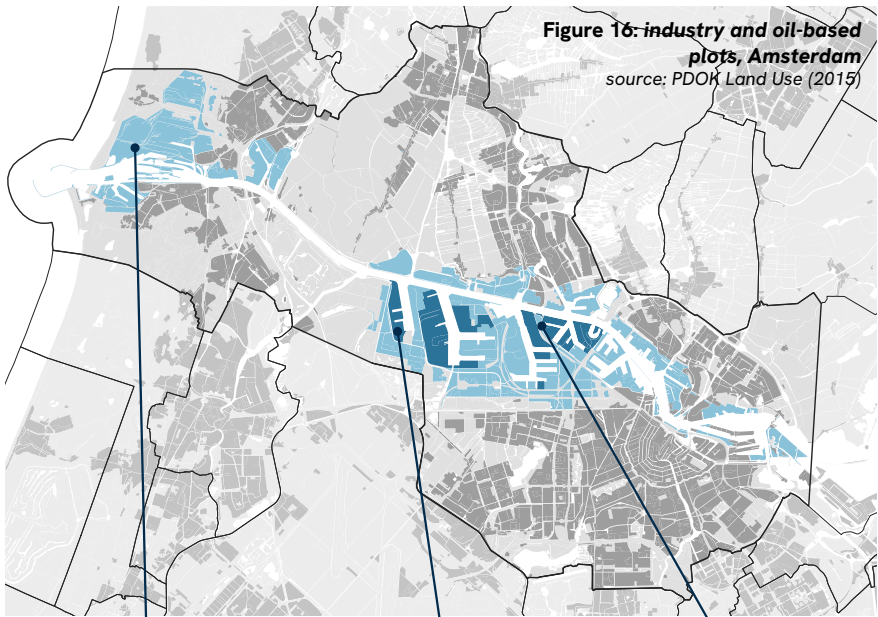 Figure 16: industry and oil-based
plots, Amsterdam
source: PDOK Land Use (2015)